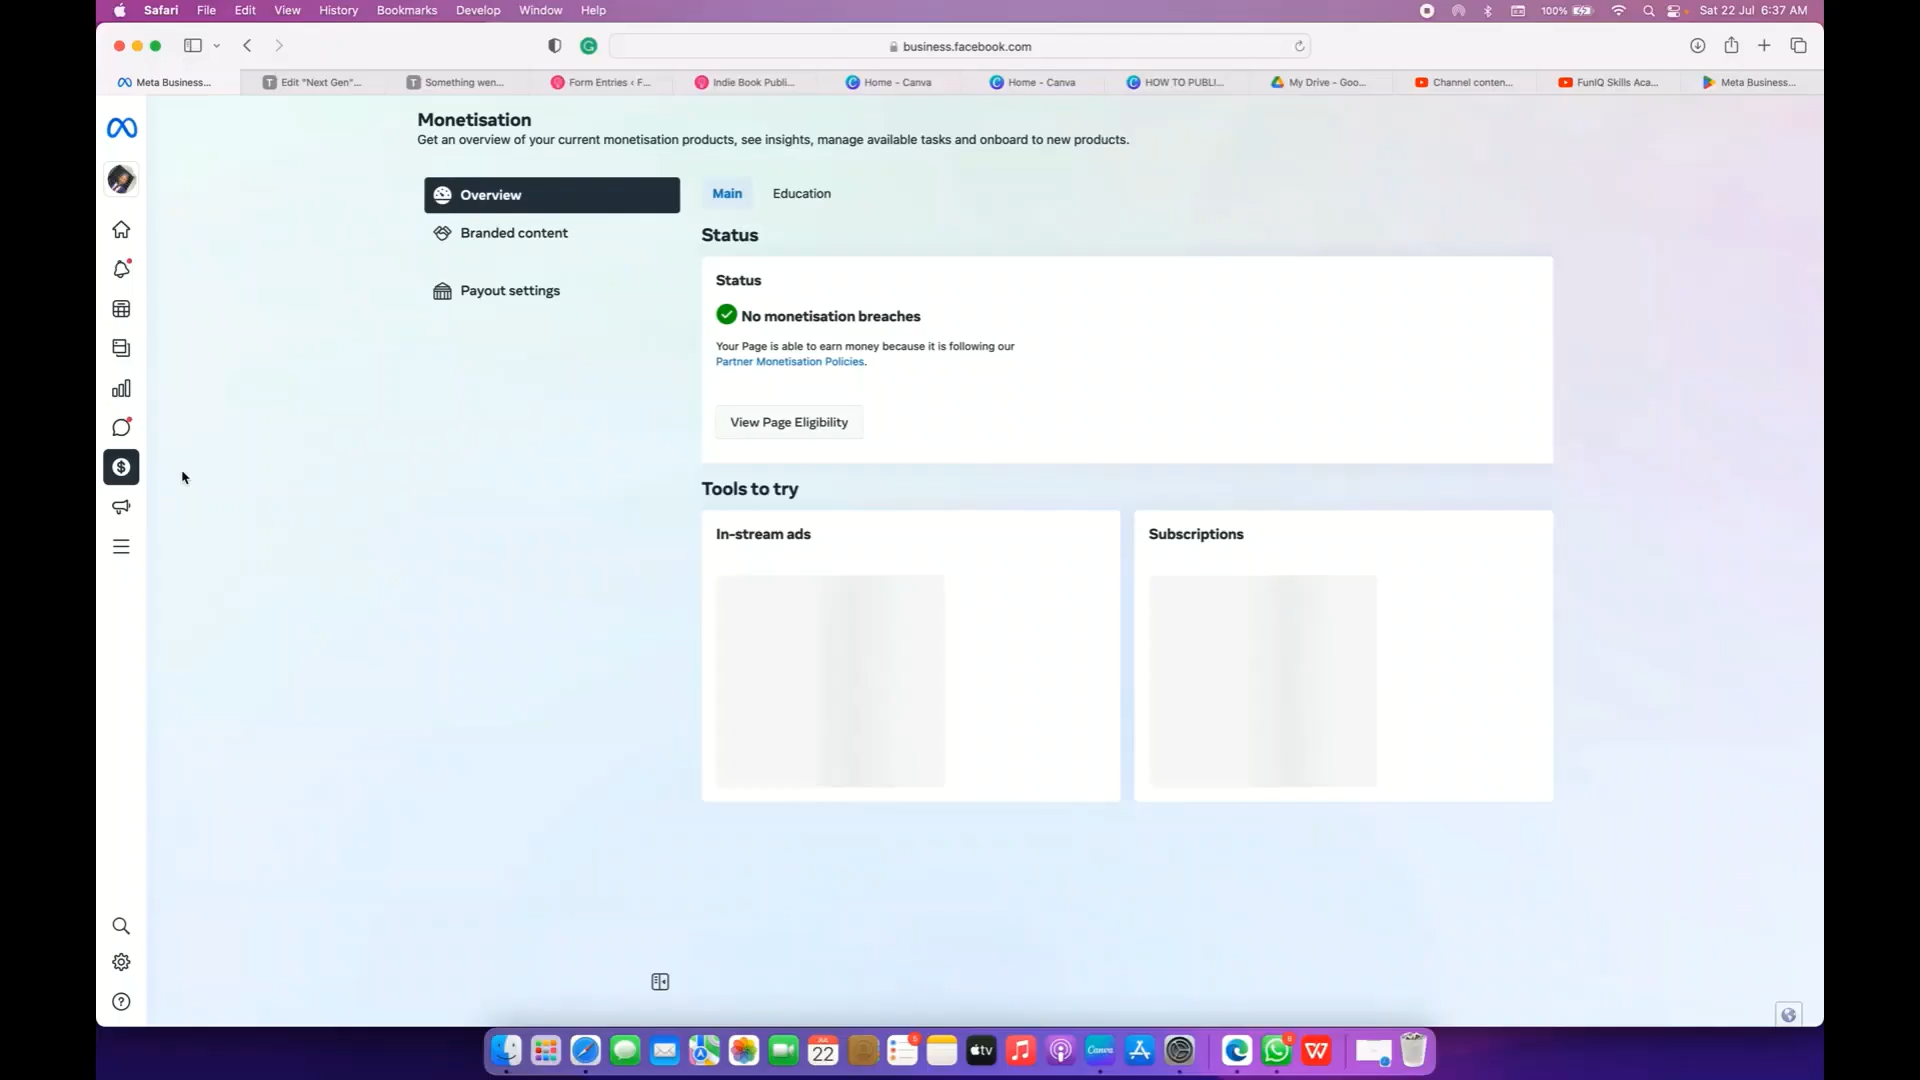 Safari File Edit View History Bookmarks Develop Window Help 100% Sat 22 Jul 6:37 AM
business.facebook.com
Meta Business... Edit "Next Gen"... Something wen... Form Entries < F... Indie Book Publi... Home - Canva Home - Canva HOW TO PUBLI... My Drive - Goo... Channel conten... FunIQ Skills Aca... Meta Business...
Monetisation
Get an overview of your current monetisation products, see insights, manage available tasks and onboard to new products.
Overview
Branded content
Payout settings
Main Education
Status
Status
No monetisation breaches
Your Page is able to earn money because it is following our
Partner Monetisation Policies.
View Page Eligibility
Tools to try
In-stream ads
Subscriptions
JUL
22
5
tv
Canva
W